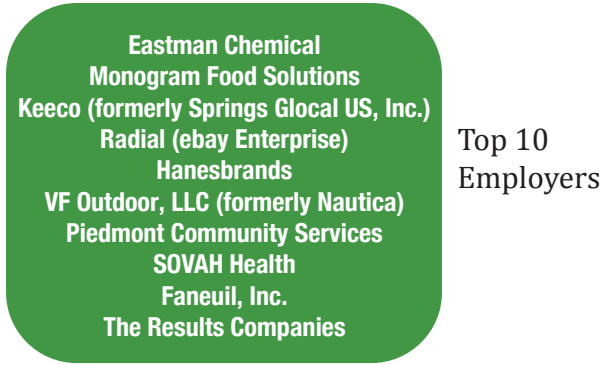 Eastman Chemical
Monogram Food Solutions
Keeco (formerly Springs Glocal US, Inc.)
Radial (ebay Enterprise)
Hanesbrands
VF Outdoor, LLC (formerly Nautica)
Piedmont Community Services
SOVAH Health
Faneuil, Inc.
The Results Companies
Top 10
Employers